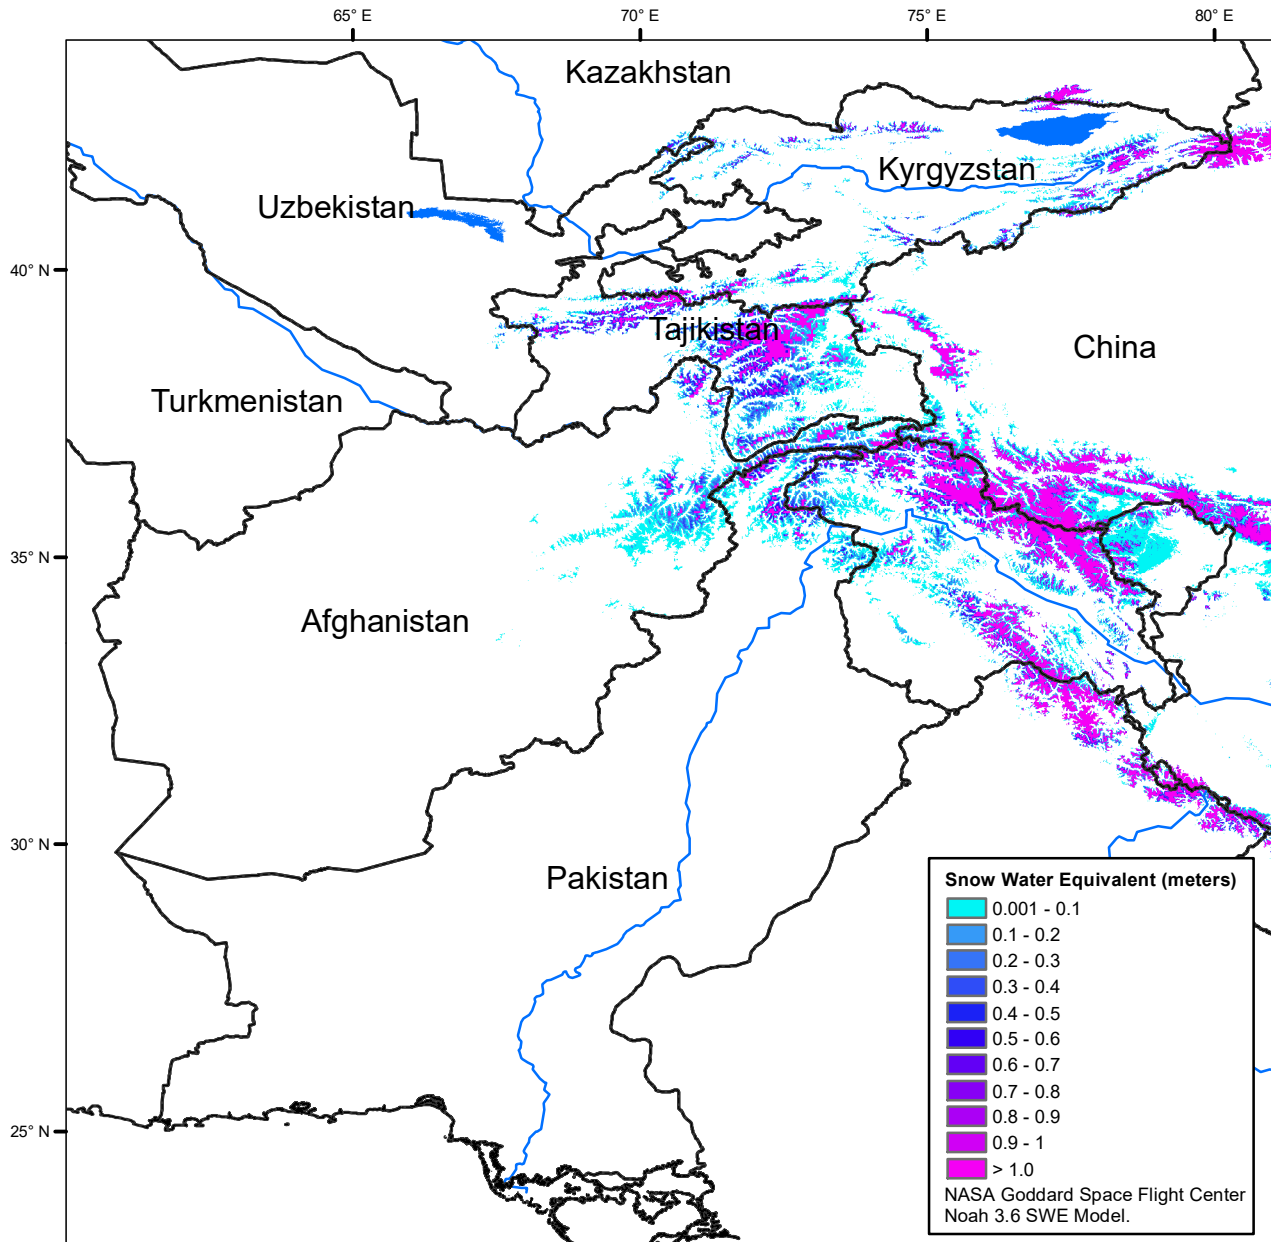 65° E
70° E
75° E
80° E
Kazakhstan
Kyrgyzstan
Uzbekistan
40° N
Tajikistan
China
Turkmenistan
35° N
Afghanistan
30° N
Pakistan
25° N
Snow Water Equivalent (meters)
0.001 - 0.1
0.1 - 0.2
0.2 - 0.3
0.3 - 0.4
0.4 - 0.5
0.5 - 0.6
0.6 - 0.7
0.7 - 0.8
0.8 - 0.9
0.9 - 1
> 1.0
NASA Goddard Space Flight Center
Noah 3.6 SWE Model.